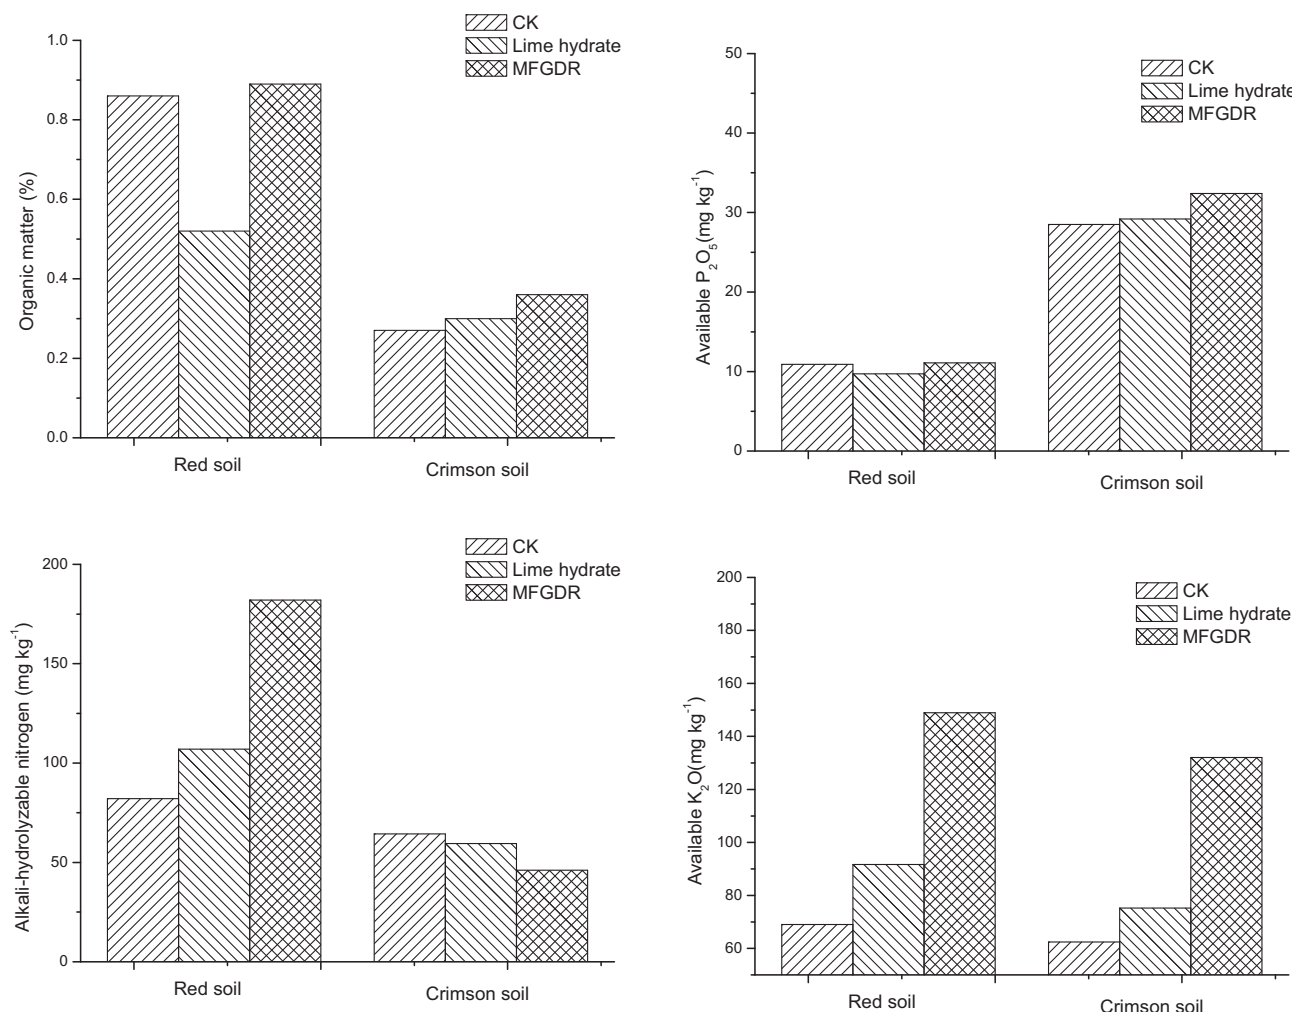 CK
Lime hydrate
MFGDR
1.0
0.8
0.6
0.4
0.2
0.0
Organic matter (%)
Red soil
Crimson soil
CK
Lime hydrate
MFGDR
50
40
30
20
10
0
Available P₂O₅(mg kg⁻¹)
Red soil
Crimson soil
CK
Lime hydrate
MFGDR
200
150
100
50
0
Alkali-hydrolyzable nitrogen (mg kg⁻¹)
Red soil
Crimson soil
CK
Lime hydrate
MFGDR
200
180
160
140
120
100
80
60
Available K₂O(mg kg⁻¹)
Red soil
Crimson soil